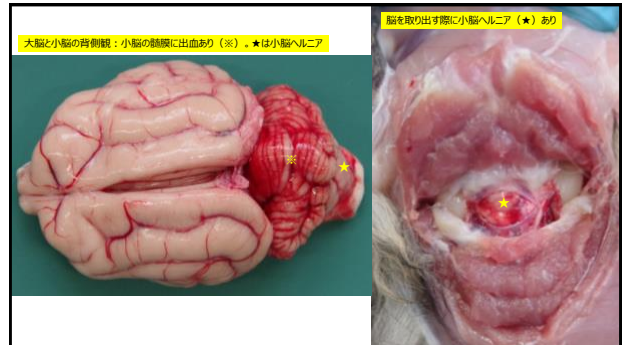 大脳と小脳の背側観：小脳の髄膜に出血あり（※）。★は小脳ヘルニア
脳を取り出す際に小脳ヘルニア（★）あり
※
★
★